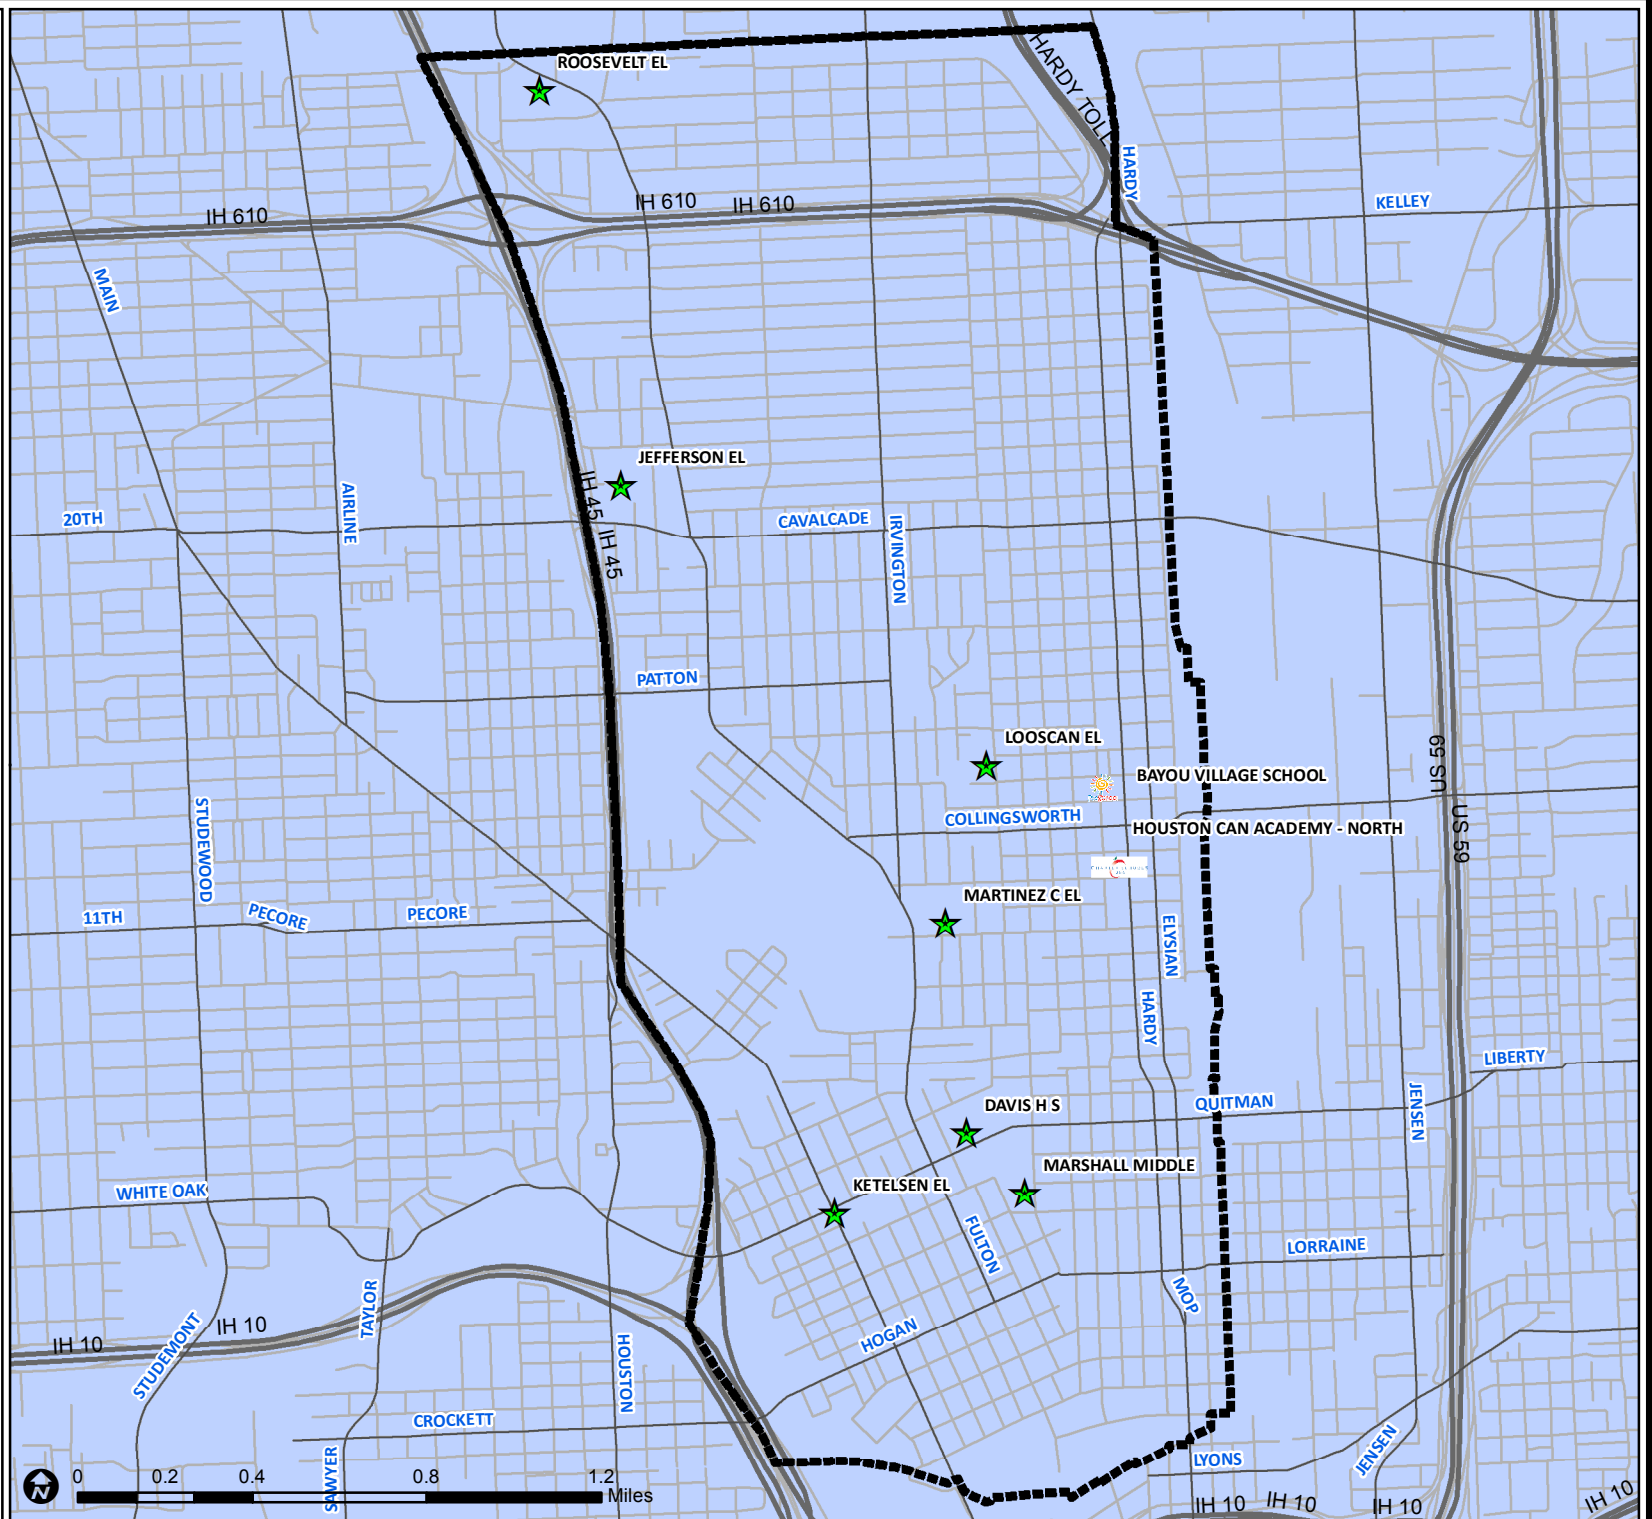 ROOSEVELT EL
HARDY TOLL
HARDY
IH 610
IH 610
IH 610
KELLEY
MAIN
JEFFERSON EL
IH 45
IH 45
20TH
AIRLINE
CAVALCADE
IRVINGTON
PATTON
LOOSCAN EL
BAYOU VILLAGE SCHOOL
US 59
US 59
COLLINGSWORTH
HOUSTON CAN ACADEMY - NORTH
STUDEWOOD
MARTINEZ C EL
11TH
PECORE
PECORE
ELYSIAN
HARDY
LIBERTY
DAVIS H S
QUITMAN
JENSEN
MARSHALL MIDDLE
KETELSEN EL
WHITE OAK
FULTON
LORRAINE
MOP
TAYLOR
IH 10
IH 10
STUDEMONT
HOGAN
HOUSTON
CROCKETT
SAWYER
LYONS
JENSEN
N
0 0.2 0.4 0.8 1.2
Miles
IH 10
IH 10
IH 10
IH 10